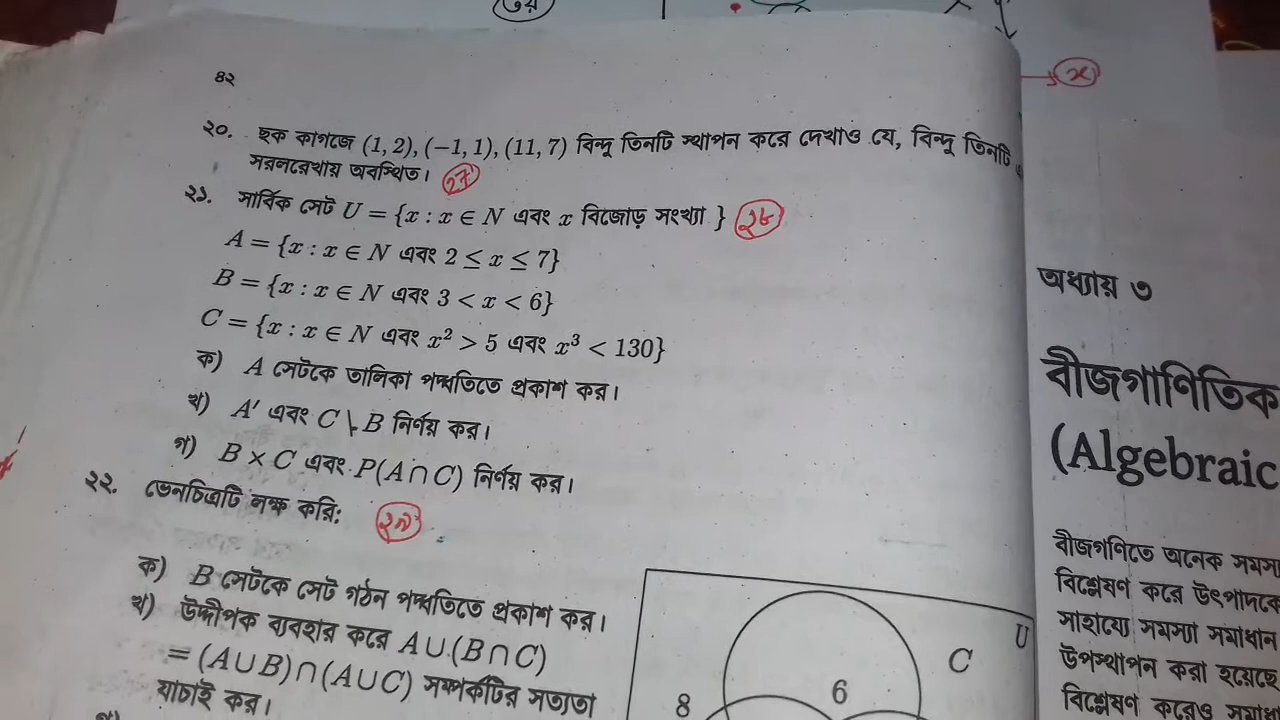 ৪২
২০. ছক কাগজে (1, 2), (−1, 1), (11, 7) বিন্দু তিনটি স্থাপন করে দেখাও যে, বিন্দু তিনটি
সরলরেখায় অবস্থিত। ২৭
২১. সার্বিক সেট U = {x : x ∈ N এবং x বিজোড় সংখ্যা } ২৮
A = {x : x ∈ N এবং 2 ≤ x ≤ 7}
B = {x : x ∈ N এবং 3 < x < 6}
C = {x : x ∈ N এবং x² > 5 এবং x³ < 130}
ক) A সেটকে তালিকা পদ্ধতিতে প্রকাশ কর।
খ) A′ এবং C \ B নির্ণয় কর।
গ) B × C এবং P(A ∩ C) নির্ণয় কর।
২২. ভেনচিত্রটি লক্ষ করি: ২৯
ক) B সেটকে সেট গঠন পদ্ধতিতে প্রকাশ কর।
খ) উদ্দীপক ব্যবহার করে A ∪ (B ∩ C)
= (A ∪ B) ∩ (A ∪ C) সম্পর্কটির সত্যতা
যাচাই কর।
U
C
6
8
অধ্যায় ৩
বীজগাণিতিক
(Algebraic
বীজগণিতে অনেক
বিশ্লেষণ করে উৎপাদকে
সাহায্যে সমস্যা সমাধান
উপস্থাপন করা হয়েছে
বিশ্লেষণ করেও
x